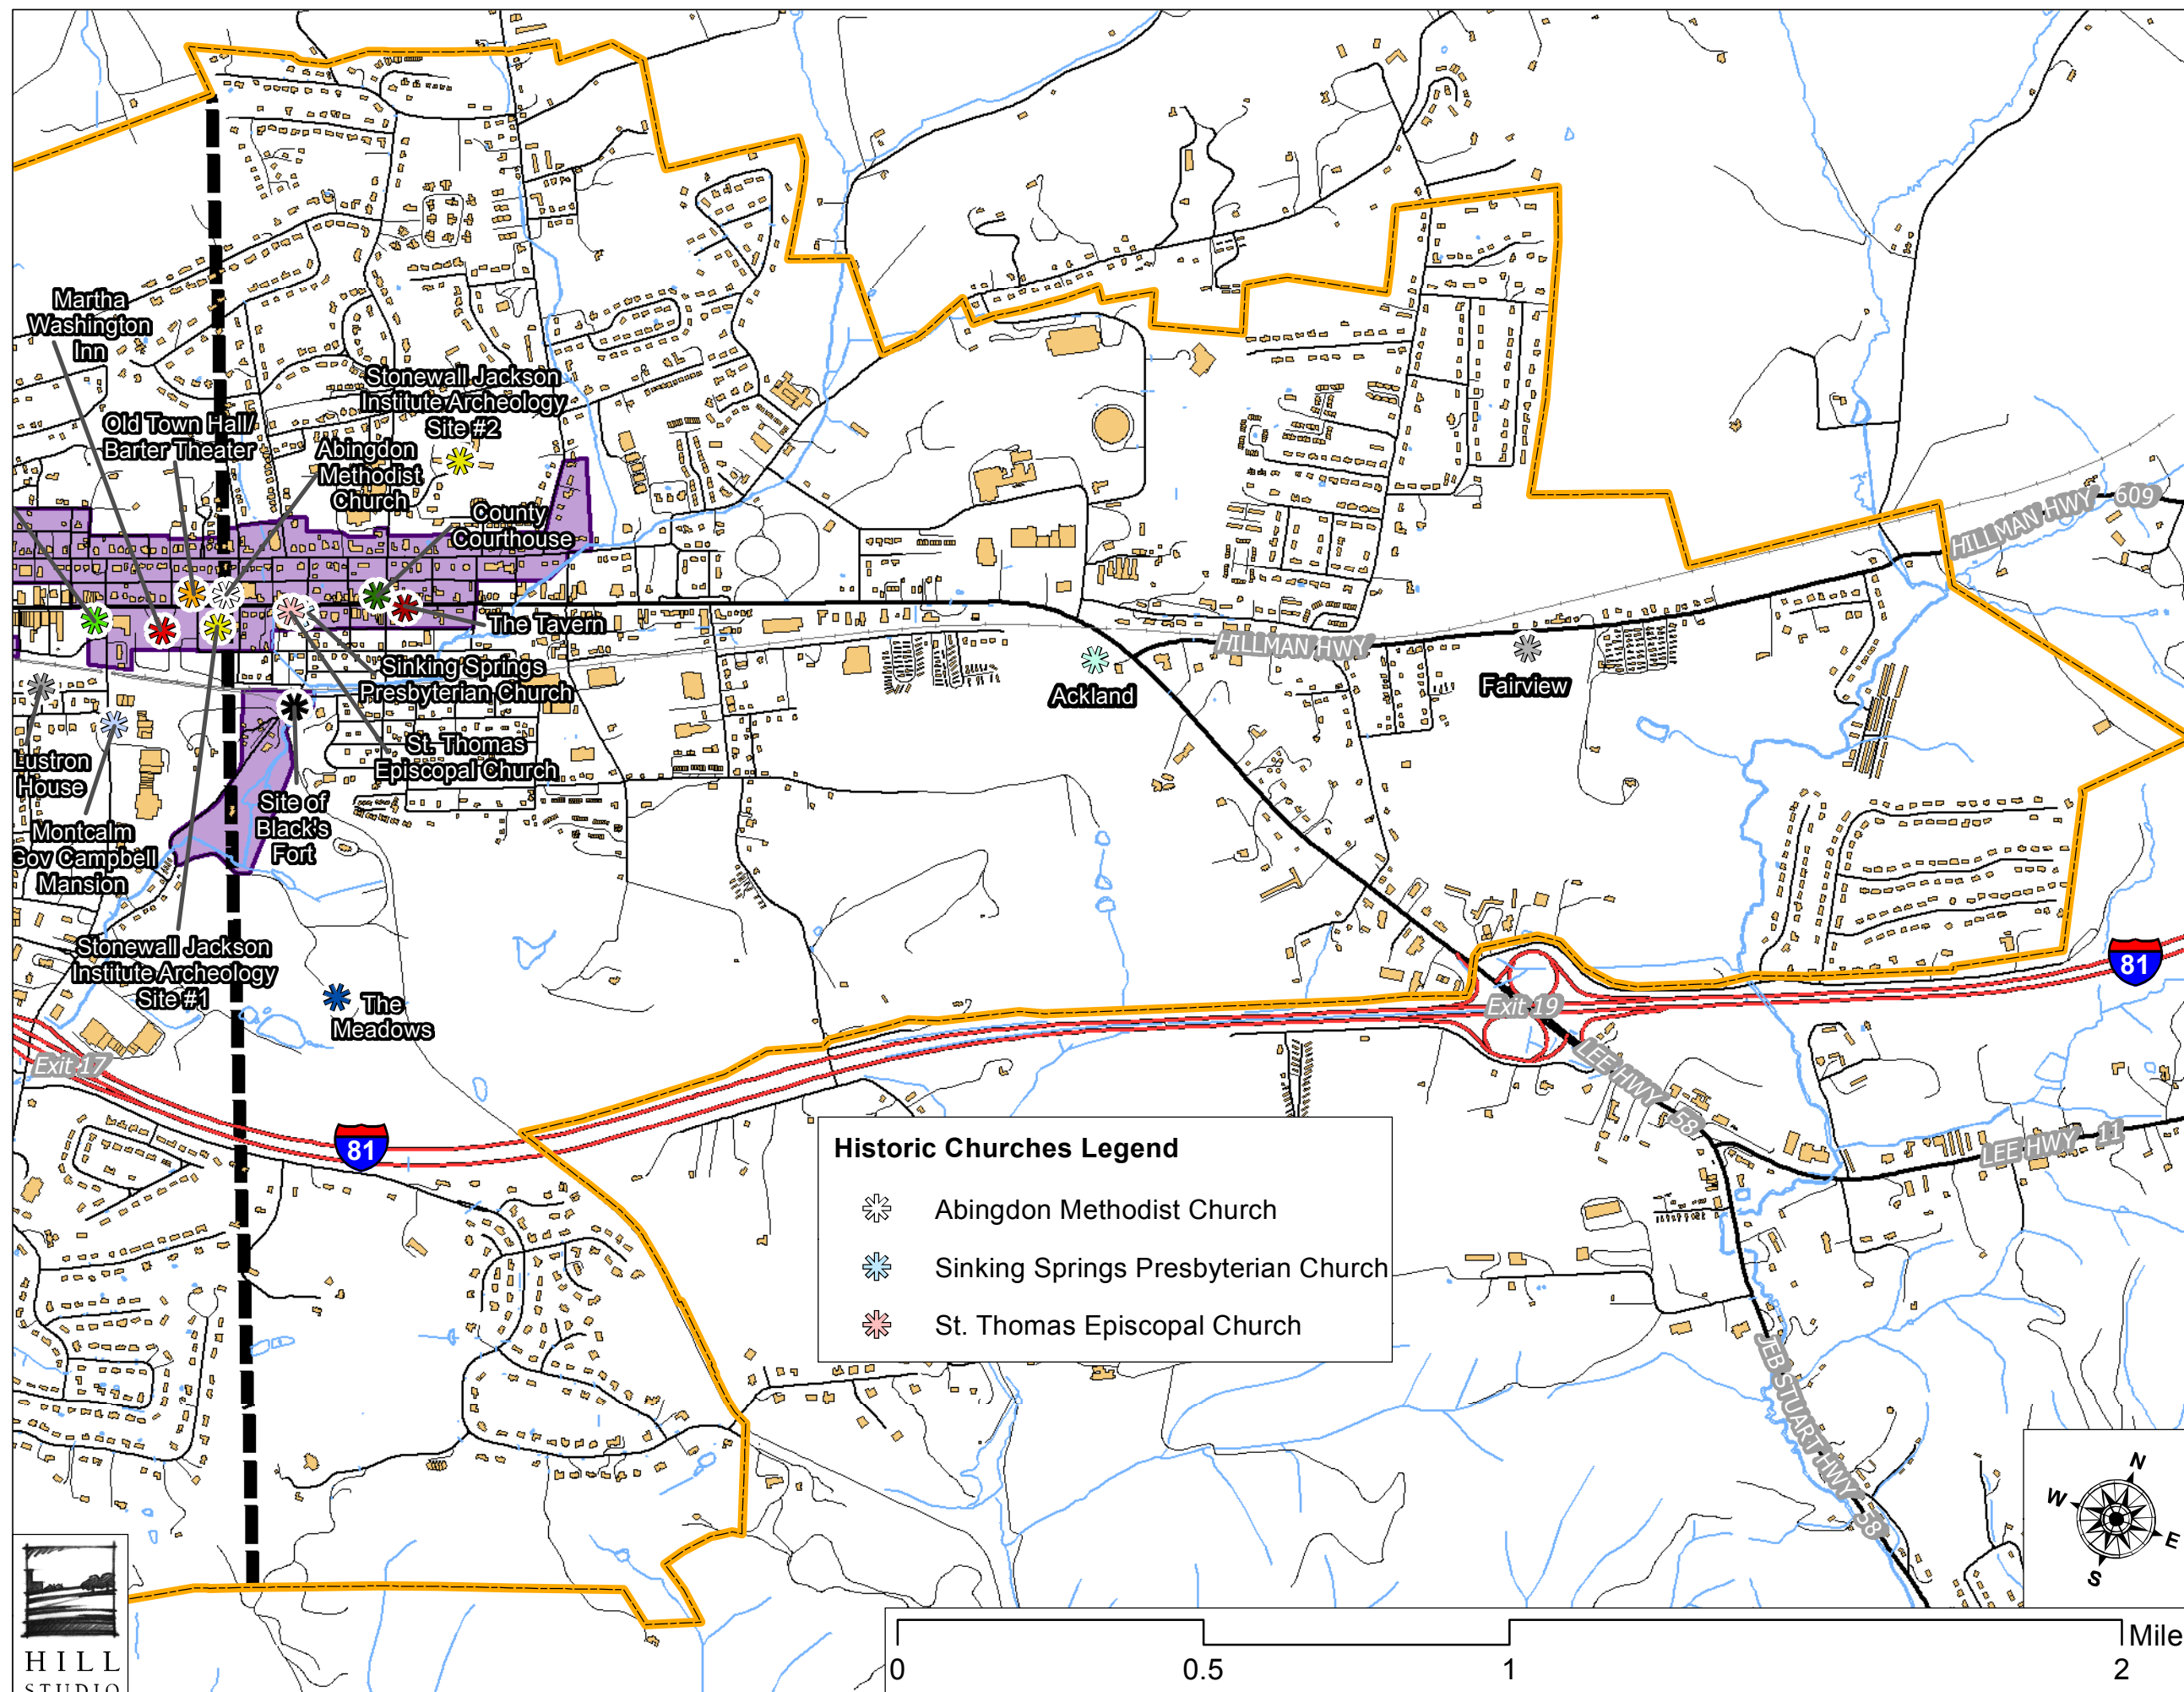 Martha
Washington
Inn
Old Town Hall/
Barter Theater
Stonewall Jackson
Institute Archeology
Site #2
Abingdon
Methodist
Church
County
Courthouse
The Tavern
Sinking Springs
Presbyterian Church
St. Thomas
Episcopal Church
Lustron
House
Montcalm
Gov Campbell
Mansion
Site of
Black's
Fort
Stonewall Jackson
Institute Archeology
Site #1
The
Meadows
Ackland
Fairview
HILLMAN HWY
HILLMAN HWY 609
81
Exit 19
Exit 17
81
LEE HWY 58
LEE HWY 11
JEB STUART HWY 58
Historic Churches Legend
Abingdon Methodist Church
Sinking Springs Presbyterian Church
St. Thomas Episcopal Church
N
W
E
S
HILL
STUDIO
0
0.5
1
2
Mile